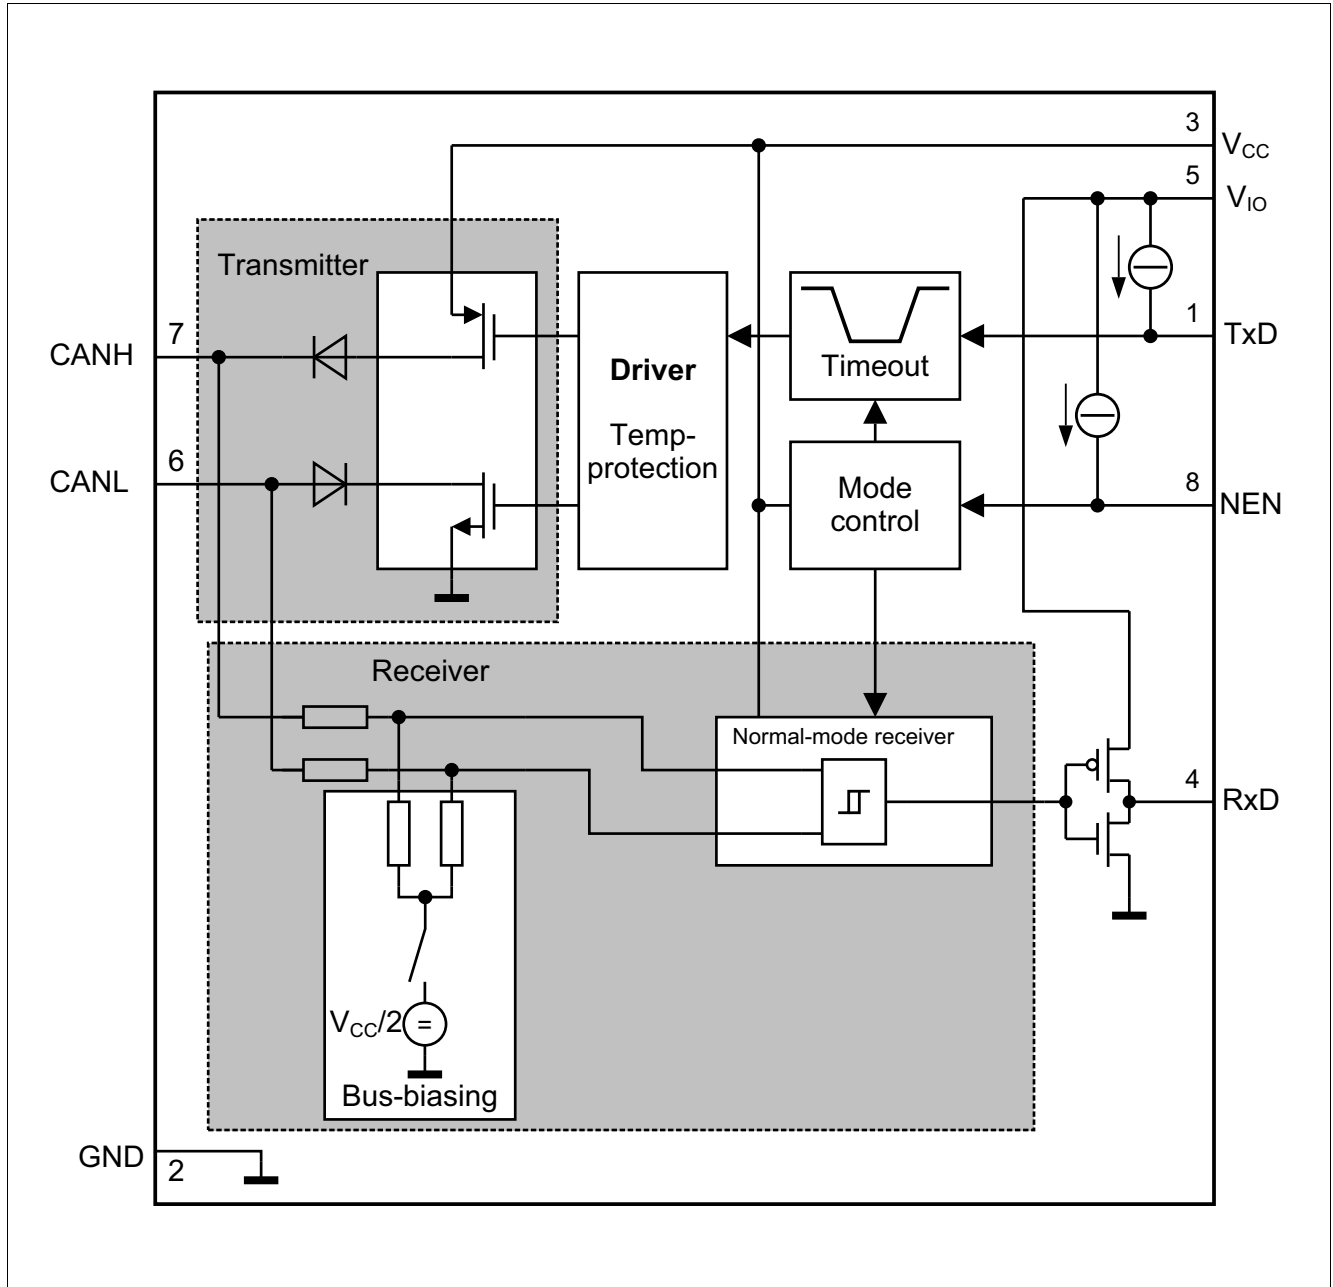 3
V_CC
5
V_IO
Transmitter
7
CANH
1
TxD
Timeout
Driver
Temp-
protection
6
CANL
8
NEN
Mode
control
Receiver
Normal-mode receiver
4
RxD
V_CC/2
=
Bus-biasing
GND
2